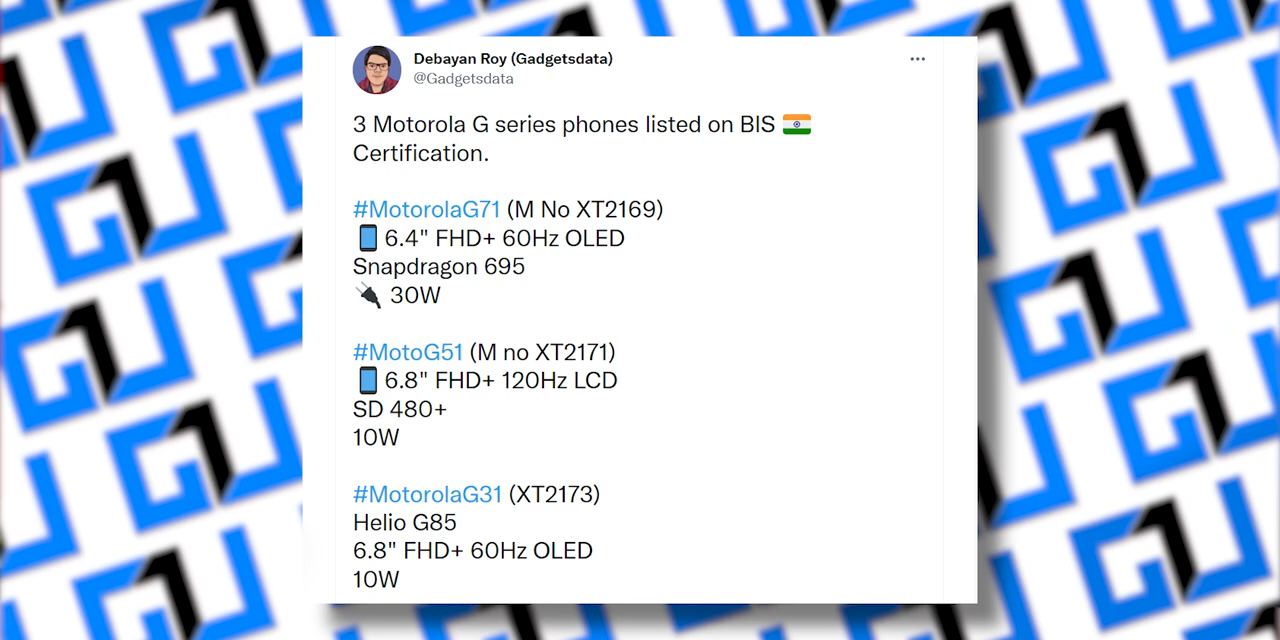 Debayan Roy (Gadgetsdata)
@Gadgetsdata
3 Motorola G series phones listed on BIS 🇮🇳
Certification.
#MotorolaG71 (M No XT2169)
📱 6.4" FHD+ 60Hz OLED
Snapdragon 695
🔌 30W
#MotoG51 (M no XT2171)
📱 6.8" FHD+ 120Hz LCD
SD 480+
10W
#MotorolaG31 (XT2173)
Helio G85
6.8" FHD+ 60Hz OLED
10W